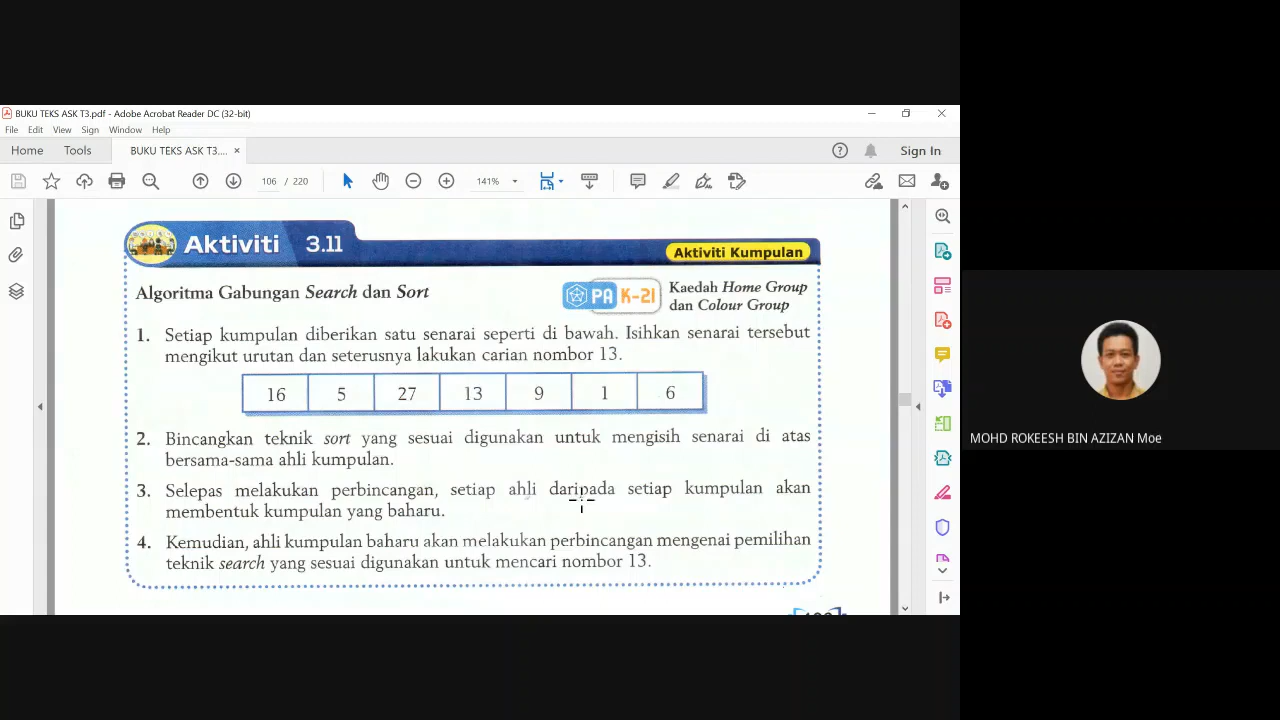 BUKU TEKS ASK T3.pdf - Adobe Acrobat Reader DC (32-bit)
File Edit View Sign Window Help
Home Tools BUKU TEKS ASK T3.... × Sign In
106 / 220 141%
Aktiviti 3.11
Aktiviti Kumpulan
Algoritma Gabungan Search dan Sort
PA K-21
Kaedah Home Group
dan Colour Group
1. Setiap kumpulan diberikan satu senarai seperti di bawah. Isihkan senarai tersebut
mengikut urutan dan seterusnya lakukan carian nombor 13.
16 5 27 13 9 1 6
2. Bincangkan teknik sort yang sesuai digunakan untuk mengisih senarai di atas
bersama-sama ahli kumpulan.
3. Selepas melakukan perbincangan, setiap ahli daripada setiap kumpulan akan
membentuk kumpulan yang baharu.
4. Kemudian, ahli kumpulan baharu akan melakukan perbincangan mengenai pemilihan
teknik search yang sesuai digunakan untuk mencari nombor 13.
MOHD ROKEESH BIN AZIZAN Moe